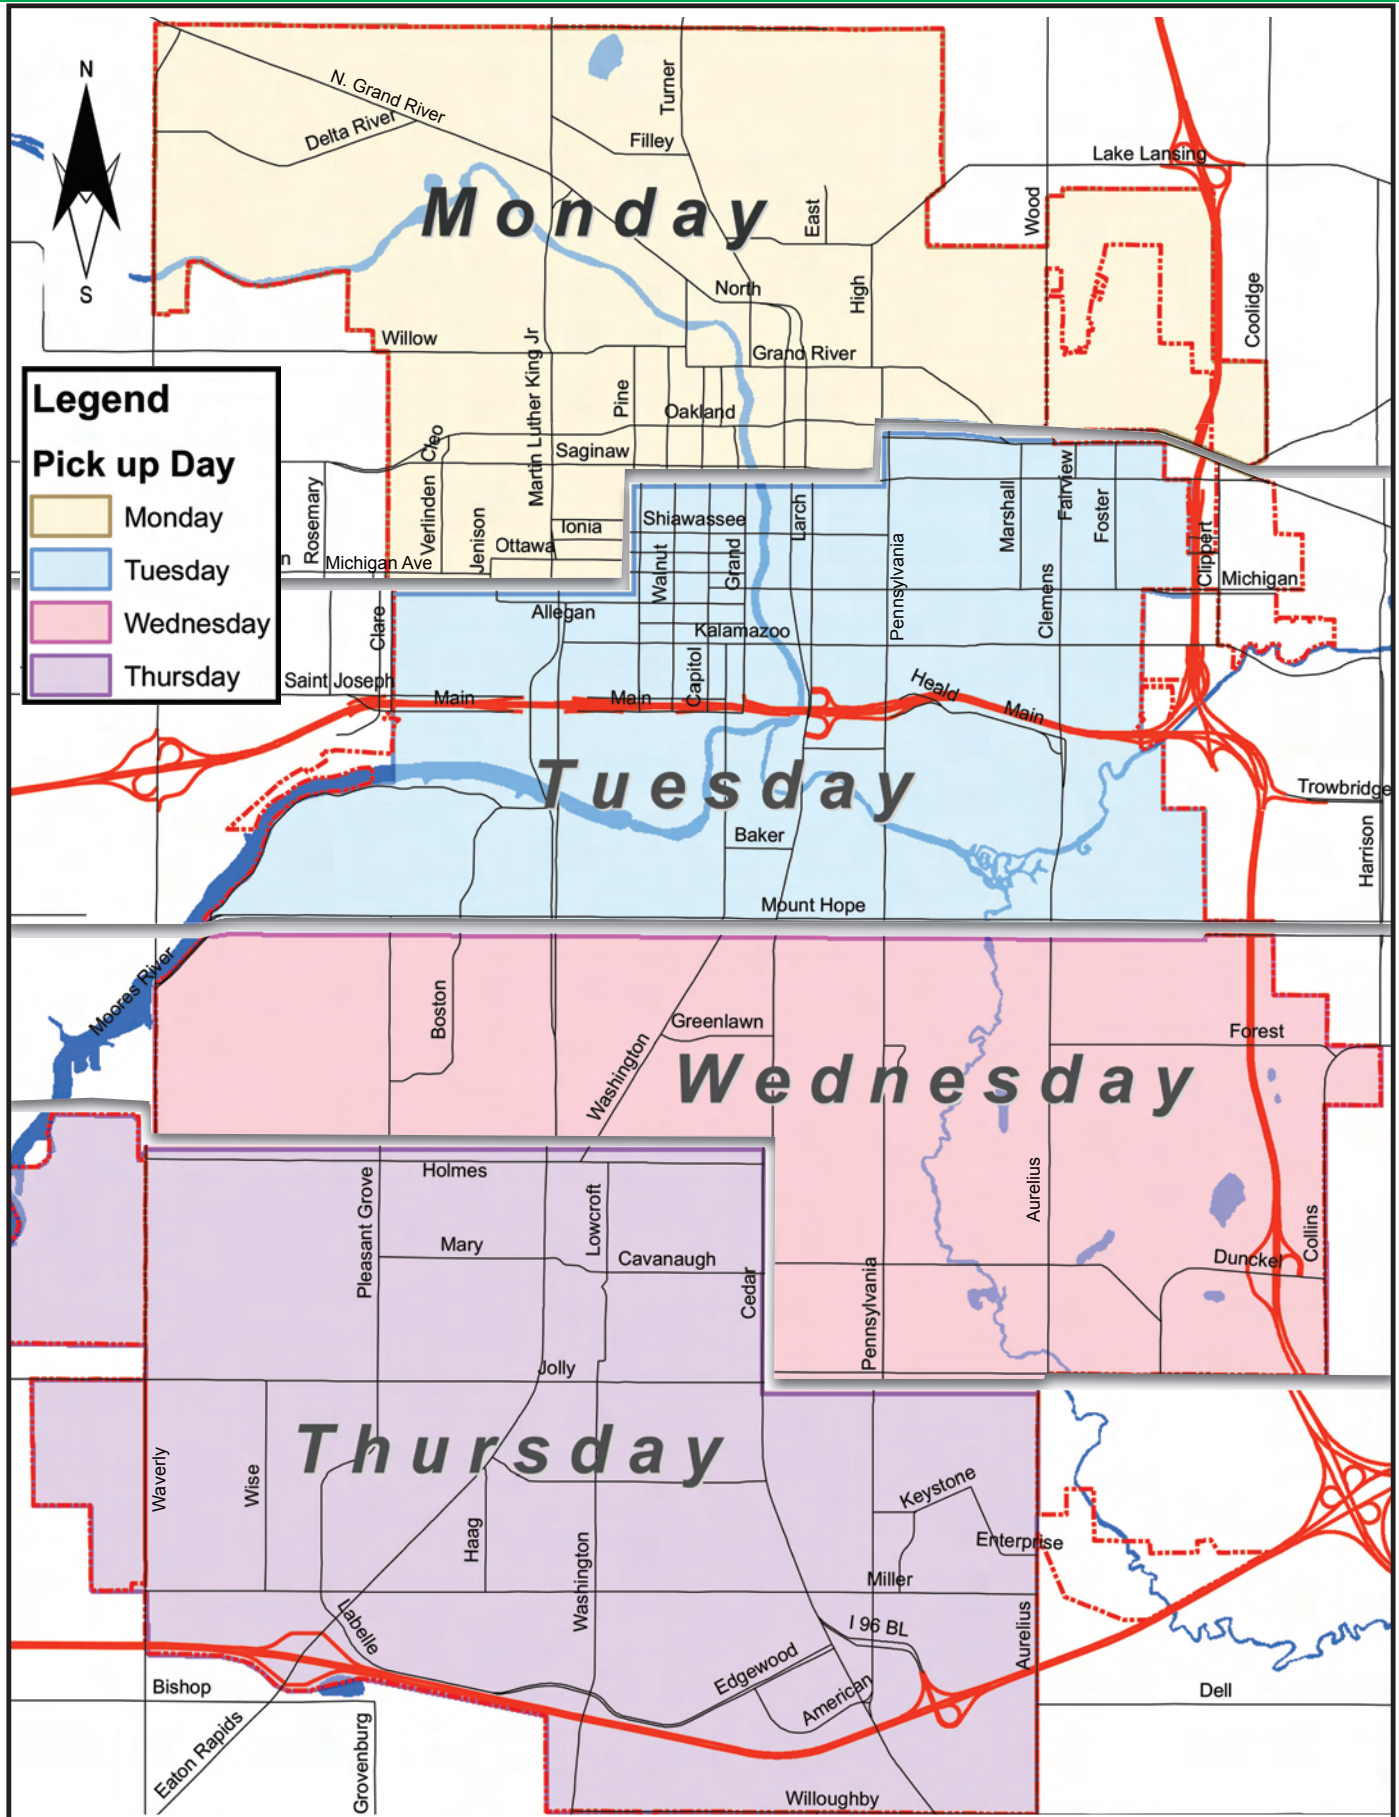 N
S
N. Grand River
Delta River
Turner
Filley
Lake Lansing
Monday
East
Wood
North
High
Coolidge
Willow
Grand River
Martin Luther King Jr
Pine
Oakland
Cleo
Saginaw
Legend
Pick up Day
Monday
Tuesday
Wednesday
Thursday
Rosemary
Verlinden
Jenison
Ionia
Ottawa
n
Michigan Ave
Shiawassee
Larch
Walnut
Grand
Pennsylvania
Marshall
Fairview
Foster
Clippert
Michigan
Clemens
Clare
Allegan
Kalamazoo
Capitol
Saint Joseph
Main
Main
Heald
Main
Tuesday
Trowbridge
Harrison
Baker
Mount Hope
Moores River
Boston
Greenlawn
Washington
Forest
Wednesday
Aurelius
Collins
Dunckel
Pennsylvania
Holmes
Pleasant Grove
Lowcroft
Mary
Cavanaugh
Cedar
Jolly
Thursday
Waverly
Wise
Haag
Washington
Keystone
Enterprise
Miller
Labelle
I 96 BL
Aurelius
Edgewood
American
Bishop
Dell
Eaton Rapids
Grovenburg
Willoughby